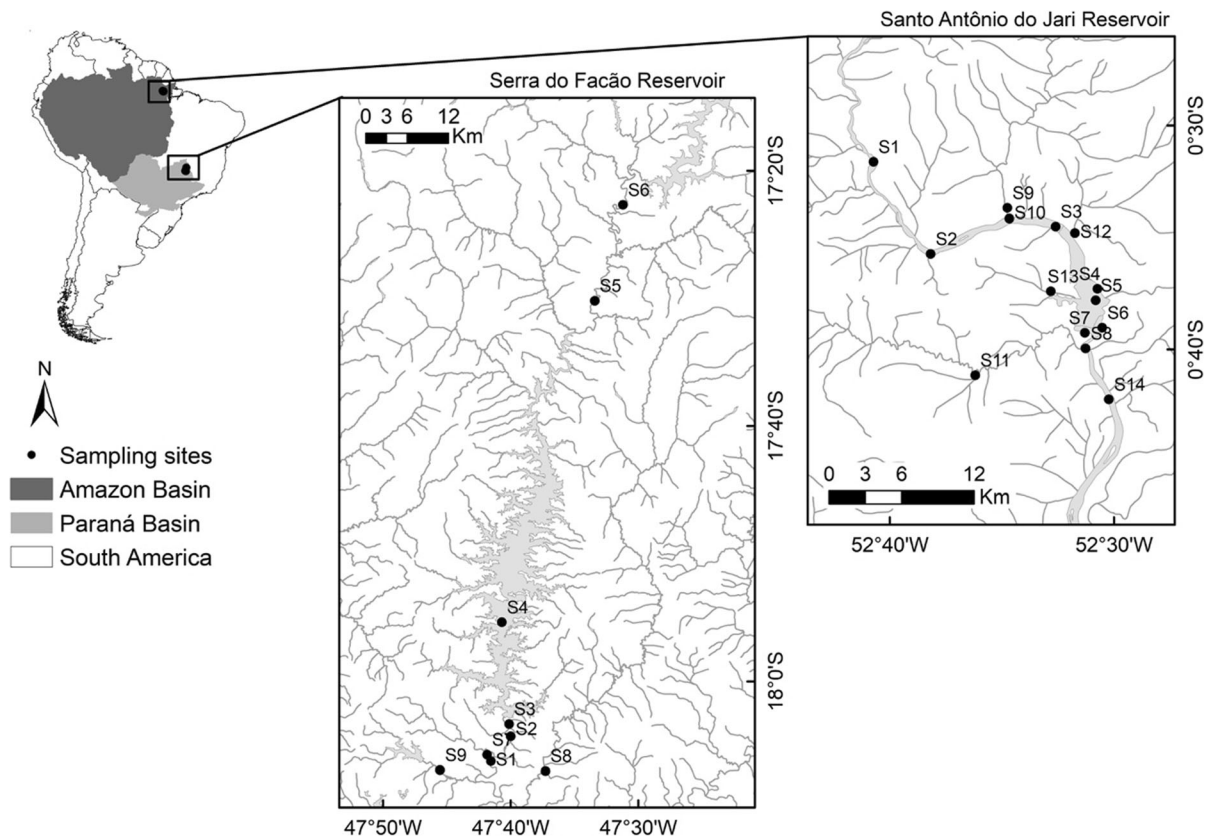 Santo Antônio do Jari Reservoir
Serra do Facão Reservoir
0 3 6 12
Km
S6
S5
S4
S3
S2
S1
S9
S8
17°20'S
17°40'S
18°0'S
47°50'W 47°40'W 47°30'W
S1
S2
S9
S10
S3
S12
S13
S4
S5
S6
S7
S8
S11
S14
0°30'S
0°40'S
0 3 6 12
Km
52°40'W 52°30'W
N
Sampling sites
Amazon Basin
Paraná Basin
South America